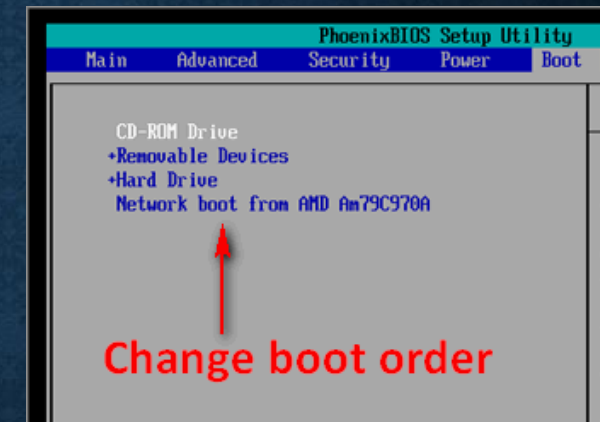 PhoenixBIOS Setup Utility
Main Advanced Security Power Boot
CD-ROM Drive
+Removable Devices
+Hard Drive
Network boot from AMD Am79C970A
Change boot order